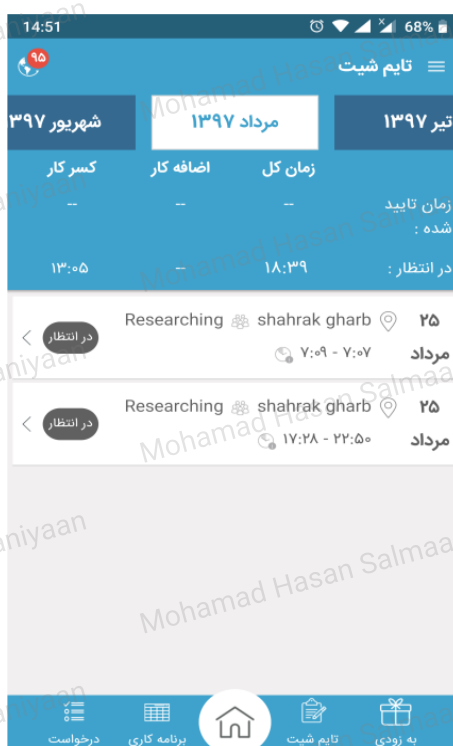 14:51 68%
تایم شیت ۹۵
تیر ۱۳۹۷ مرداد ۱۳۹۷ شهریور ۱۳۹۷
زمان کل اضافه کار کسر کار
زمان تایید شده : -- -- --
در انتظار : ۱۸:۳۹ -- ۱۳:۰۵
۲۵ مرداد shahrak gharb Researching
۷:۰۷ - ۷:۰۹
در انتظار
۲۵ مرداد shahrak gharb Researching
۱۷:۲۸ - ۲۲:۵۰
در انتظار
به زودی تایم شیت برنامه کاری درخواست
Mohamad Hasan Salmaaniyaan